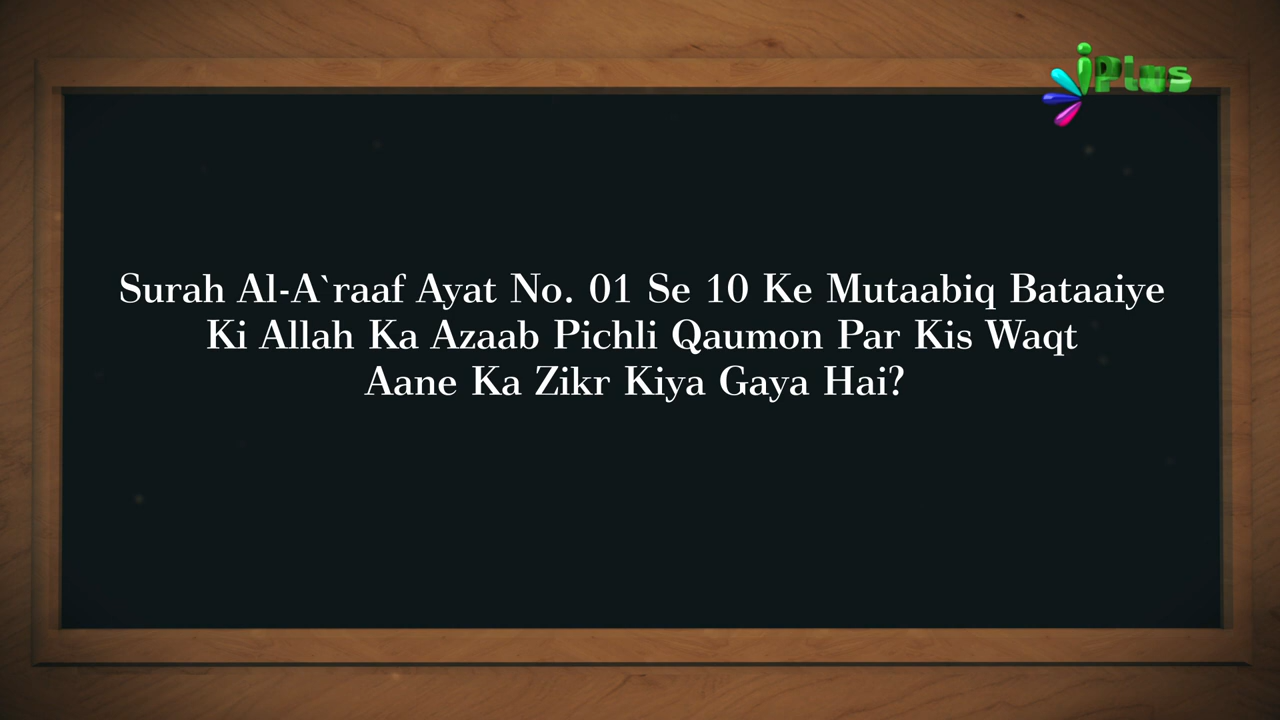 iPlus
Surah Al-A`raaf Ayat No. 01 Se 10 Ke Mutaabiq Bataaiye
Ki Allah Ka Azaab Pichli Qaumon Par Kis Waqt
Aane Ka Zikr Kiya Gaya Hai?